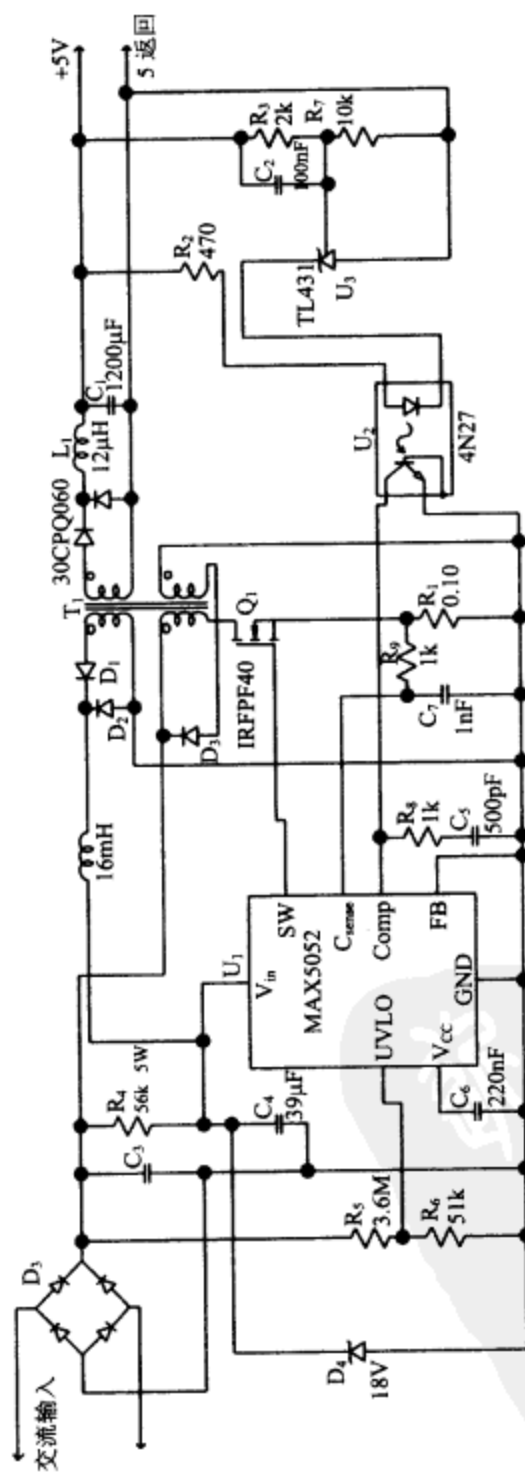 交流输入
D₃
R₄
56k 5W
C₃
16mH
D₁
D₂
T₁
30CPQ060
L₁
12μH
C₁
1200μF
+5V
5 返回
D₃
IRFPF40
Q₁
R₂
470
C₂
100nF
R₃
2k
R₇
10k
TL431
U₃
U₂
4N27
U₁
Vin
MAX5052
SW
Csense
Comp
FB
UVLO
VCC
GND
C₄
39μF
R₅
3.6M
R₆
51k
D₄
18V
C₆
220nF
R₈
1k
C₅
500pF
R₉
1k
C₇
1nF
R₁
0.10